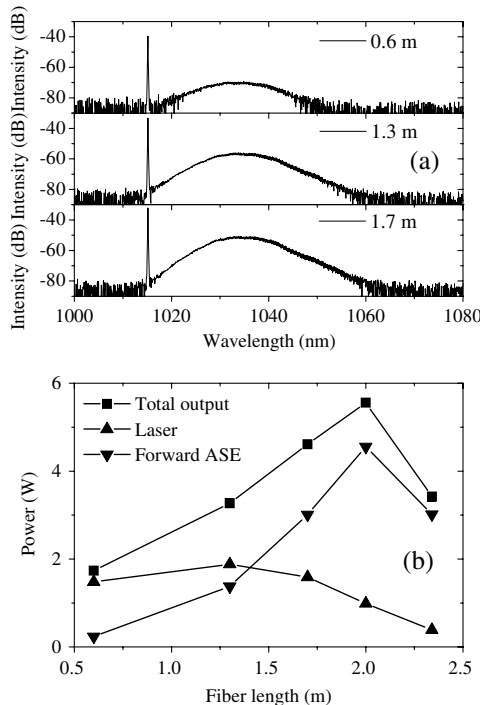 -40
-60
-80
Intensity (dB)
0.6 m
-40
-60
-80
Intensity (dB)
1.3 m
(a)
-40
-60
-80
Intensity (dB)
1.7 m
1000 1020 1040 1060 1080
Wavelength (nm)
6
4
2
0
Power (W)
Total output
Laser
Forward ASE
(b)
0.5 1.0 1.5 2.0 2.5
Fiber length (m)